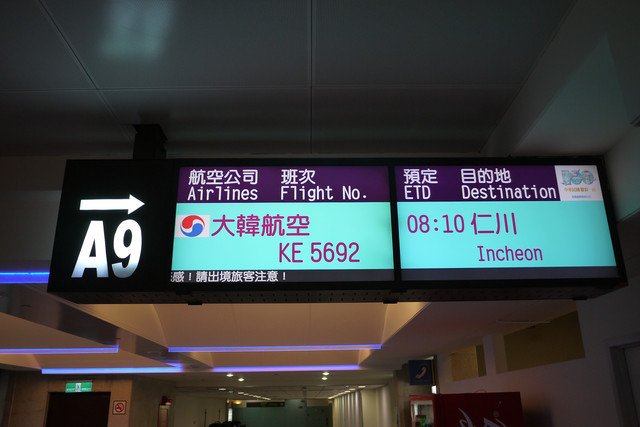 A9
航空公司 班次
Airlines Flight No.
大韓航空
KE 5692
感！請出境旅客注意！
預定 目的地
ETD Destination
08:10 仁川
Incheon